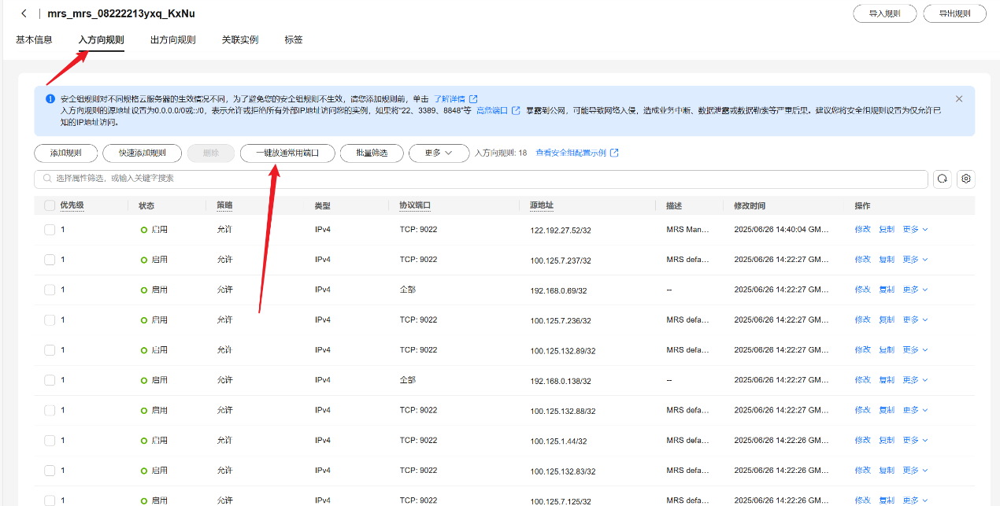 mrs_mrs_08222213yxq_KxNu
导入规则
导出规则
基本信息 入方向规则 出方向规则 关联实例 标签
安全组规则对不同规格云服务器的生效情况不同，为了避免您的安全组规则不生效，请您添加规则前，单击 了解详情
入方向规则的源地址设置为0.0.0.0/0或::/0，表示允许或拒绝所有外部IP地址访问您的实例，如果将“22、3389、8848”等 高危端口 暴露到公网，可能导致网络入侵，造成业务中断、数据泄露或数据勒索等严重后果。建议您将安全组规则设置为仅允许已
知的IP地址访问。
添加规则 快速添加规则 删除 一键放通常用端口 批量筛选 更多 入方向规则: 18 查看安全组配置示例
选择属性筛选，或输入关键字搜索
优先级 状态 策略 类型 协议端口 源地址 描述 修改时间 操作
1 启用 允许 IPv4 TCP: 9022 122.192.27.52/32 MRS Man... 2025/06/26 14:40:04 GM... 修改 复制 更多
1 启用 允许 IPv4 TCP: 9022 100.125.7.237/32 MRS defa... 2025/06/26 14:22:27 GM... 修改 复制 更多
1 启用 允许 IPv4 全部 192.168.0.69/32 -- 2025/06/26 14:22:27 GM... 修改 复制 更多
1 启用 允许 IPv4 TCP: 9022 100.125.7.236/32 MRS defa... 2025/06/26 14:22:27 GM... 修改 复制 更多
1 启用 允许 IPv4 TCP: 9022 100.125.132.89/32 MRS defa... 2025/06/26 14:22:27 GM... 修改 复制 更多
1 启用 允许 IPv4 全部 192.168.0.138/32 -- 2025/06/26 14:22:27 GM... 修改 复制 更多
1 启用 允许 IPv4 TCP: 9022 100.125.132.88/32 MRS defa... 2025/06/26 14:22:27 GM... 修改 复制 更多
1 启用 允许 IPv4 TCP: 9022 100.125.1.44/32 MRS defa... 2025/06/26 14:22:26 GM... 修改 复制 更多
1 启用 允许 IPv4 TCP: 9022 100.125.132.83/32 MRS defa... 2025/06/26 14:22:26 GM... 修改 复制 更多
1 启用 允许 IPv4 TCP: 9022 100.125.7.125/32 MRS defa... 2025/06/26 14:22:26 GM... 修改 复制 更多